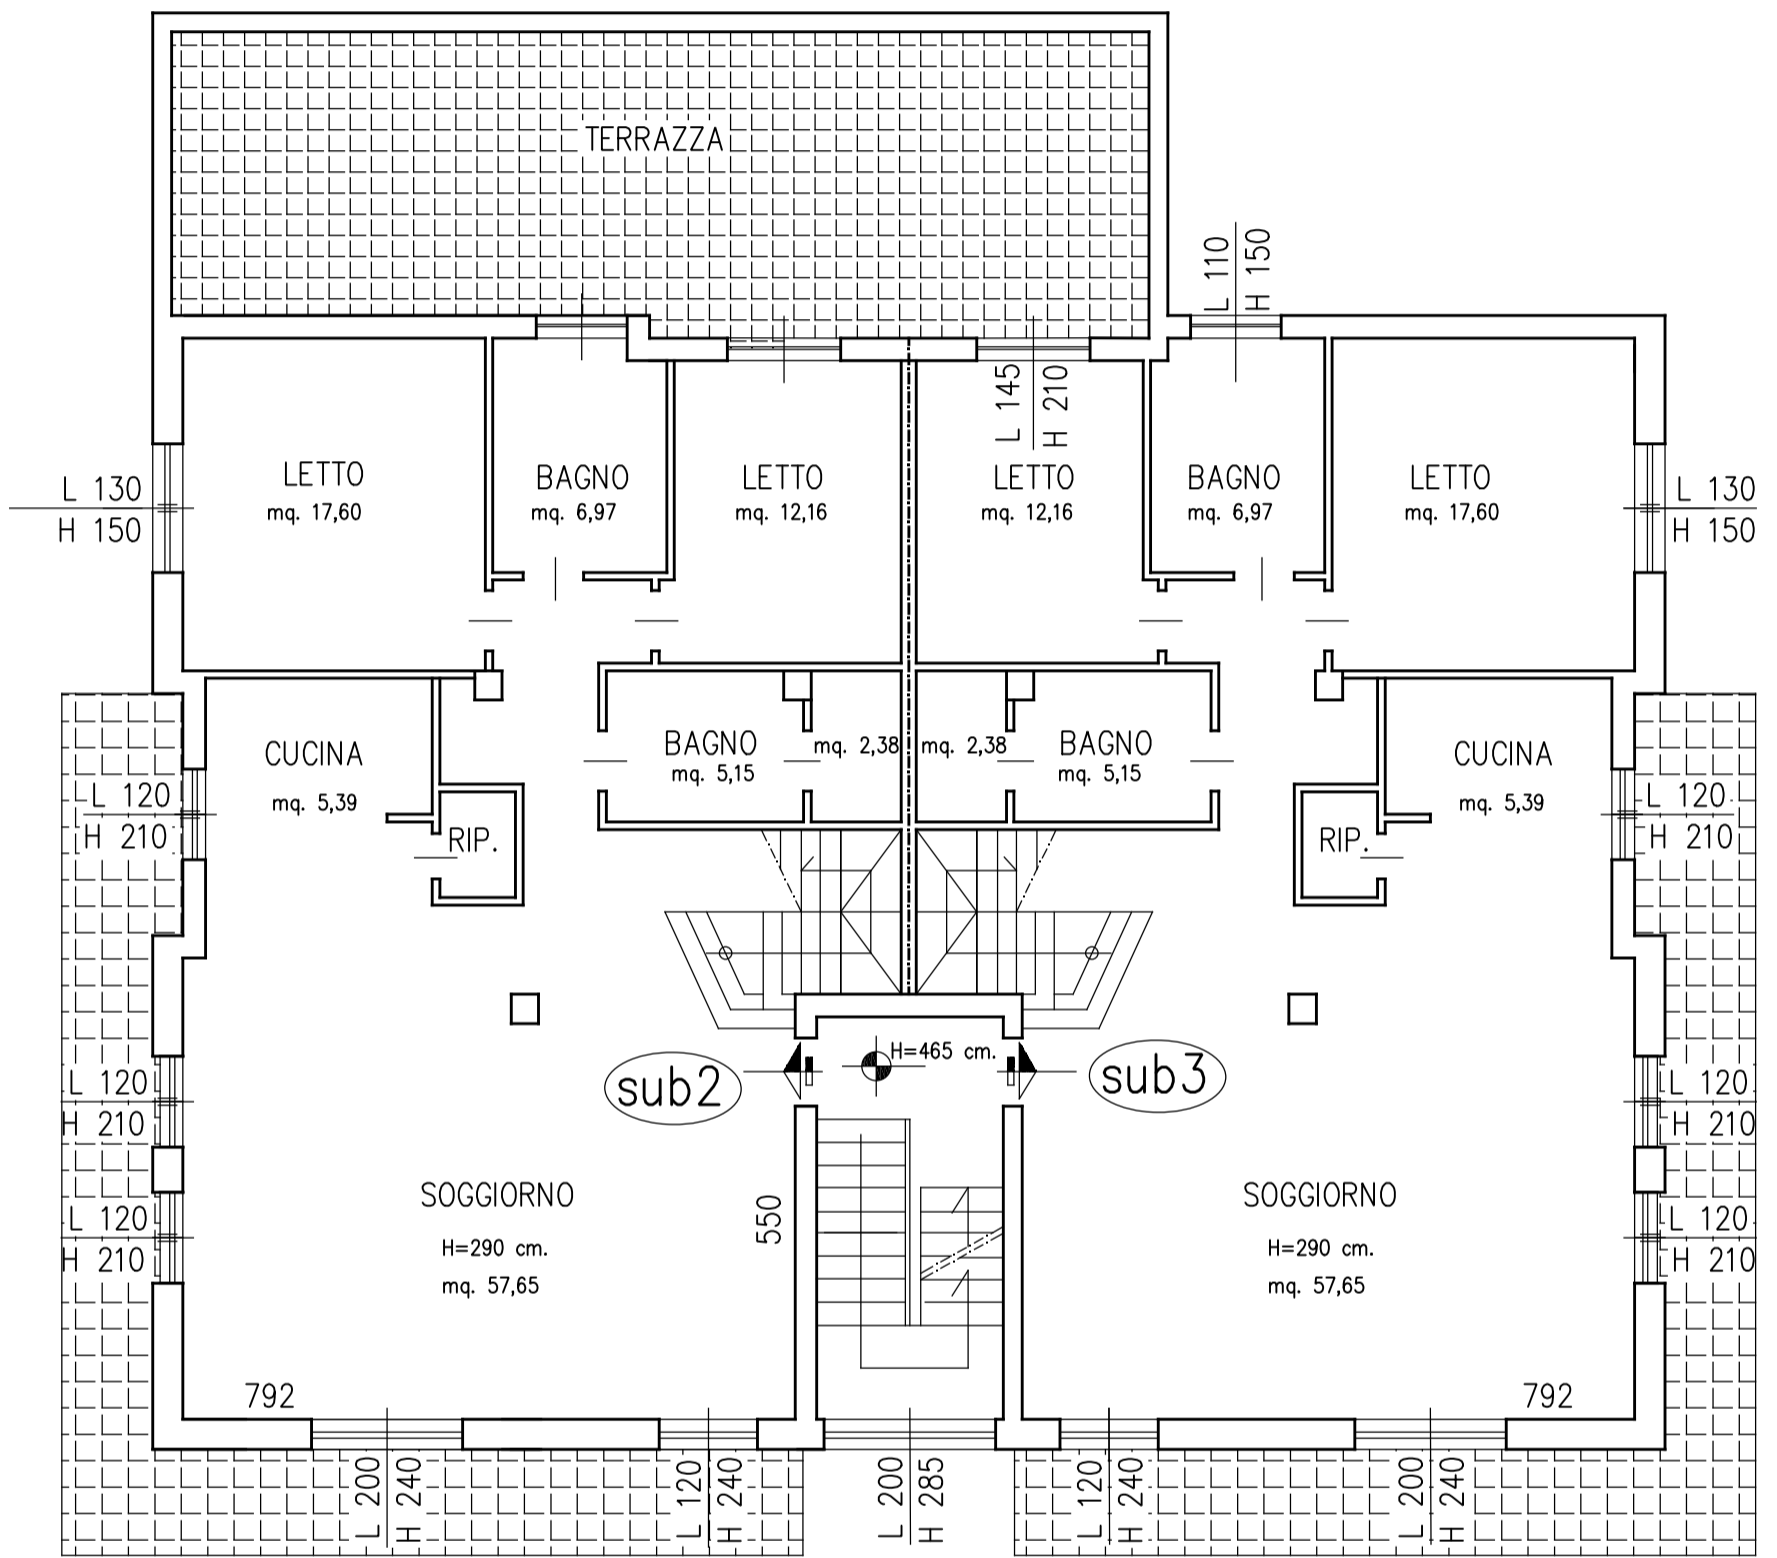 TERRAZZA
L 110
H 150
L 145
H 210
LETTO
mq. 17,60
BAGNO
mq. 6,97
LETTO
mq. 12,16
LETTO
mq. 12,16
BAGNO
mq. 6,97
LETTO
mq. 17,60
L 130
H 150
L 130
H 150
CUCINA
mq. 5,39
BAGNO
mq. 5,15
mq. 2,38
mq. 2,38
BAGNO
mq. 5,15
CUCINA
mq. 5,39
L 120
H 210
RIP.
RIP.
L 120
H 210
H=465 cm.
sub2
sub3
L 120
H 210
L 120
H 210
SOGGIORNO
H=290 cm.
mq. 57,65
550
SOGGIORNO
H=290 cm.
mq. 57,65
L 120
H 210
L 120
H 210
792
792
L 200
H 240
L 120
H 240
L 200
H 285
L 120
H 240
L 200
H 240